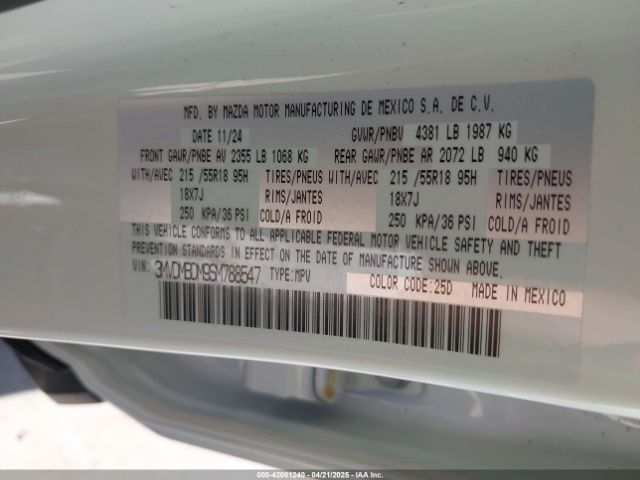 MFD. BY MAZDA MOTOR MANUFACTURING DE MEXICO S.A. DE C.V.
DATE 11/24 GVWR/PNBV 4381 LB 1987 KG
FRONT GAWR/PNBE AV 2355 LB 1068 KG REAR GAWR/PNBE AR 2072 LB 940 KG
WITH/AVEC 215 /55R18 95H TIRES/PNEUS WITH/AVEC 215 /55R18 95H TIRES/PNEUS
18X7J RIMS/JANTES 18X7J RIMS/JANTES
250 KPA/36 PSI COLD/A FROID 250 KPA/36 PSI COLD/A FROID
THIS VEHICLE CONFORMS TO ALL APPLICABLE FEDERAL MOTOR VEHICLE SAFETY AND THEFT
PREVENTION STANDARDS IN EFFECT ON THE DATE OF MANUFACTURE SHOWN ABOVE.
VIN: 3MVDMBDM9SM788547 TYPE:MPV COLOR CODE:25D MADE IN MEXICO
000-42081240 - 04/21/2025 - IAA Inc.